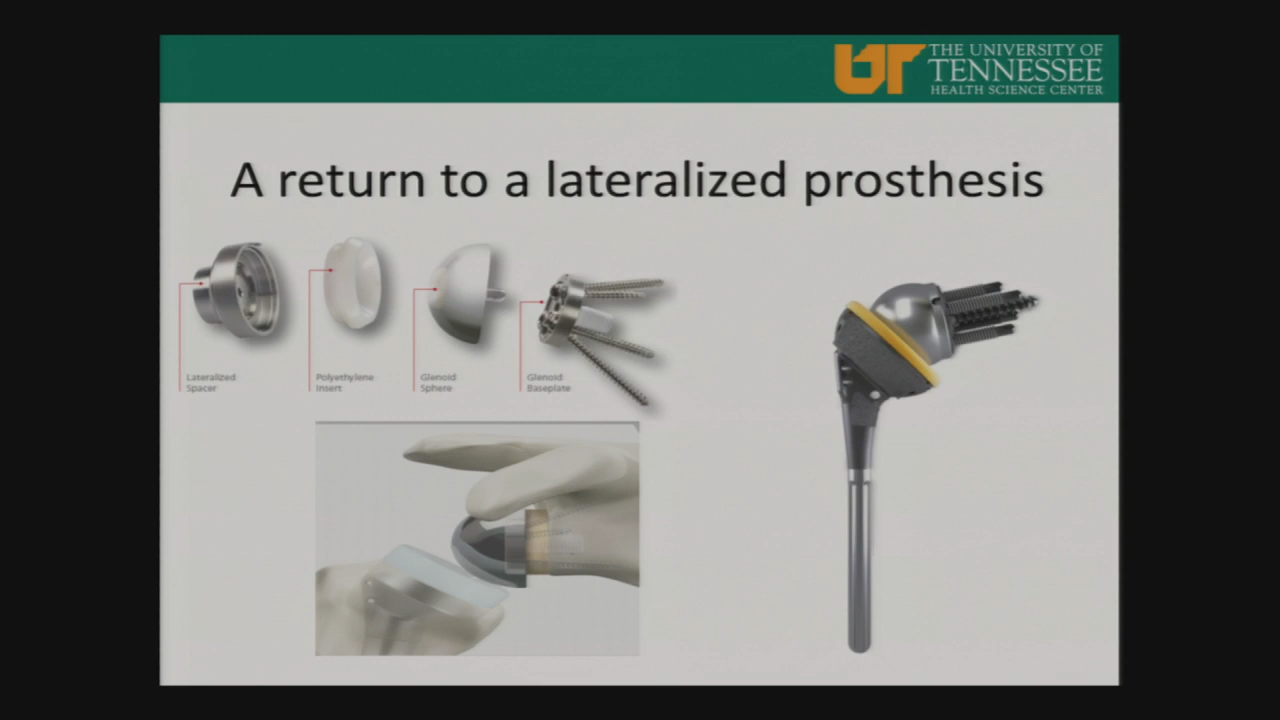 UT THE UNIVERSITY OF
TENNESSEE
HEALTH SCIENCE CENTER
A return to a lateralized prosthesis
Lateralized
Spacer
Polyethylene
Insert
Glenoid
Sphere
Glenoid
Baseplate